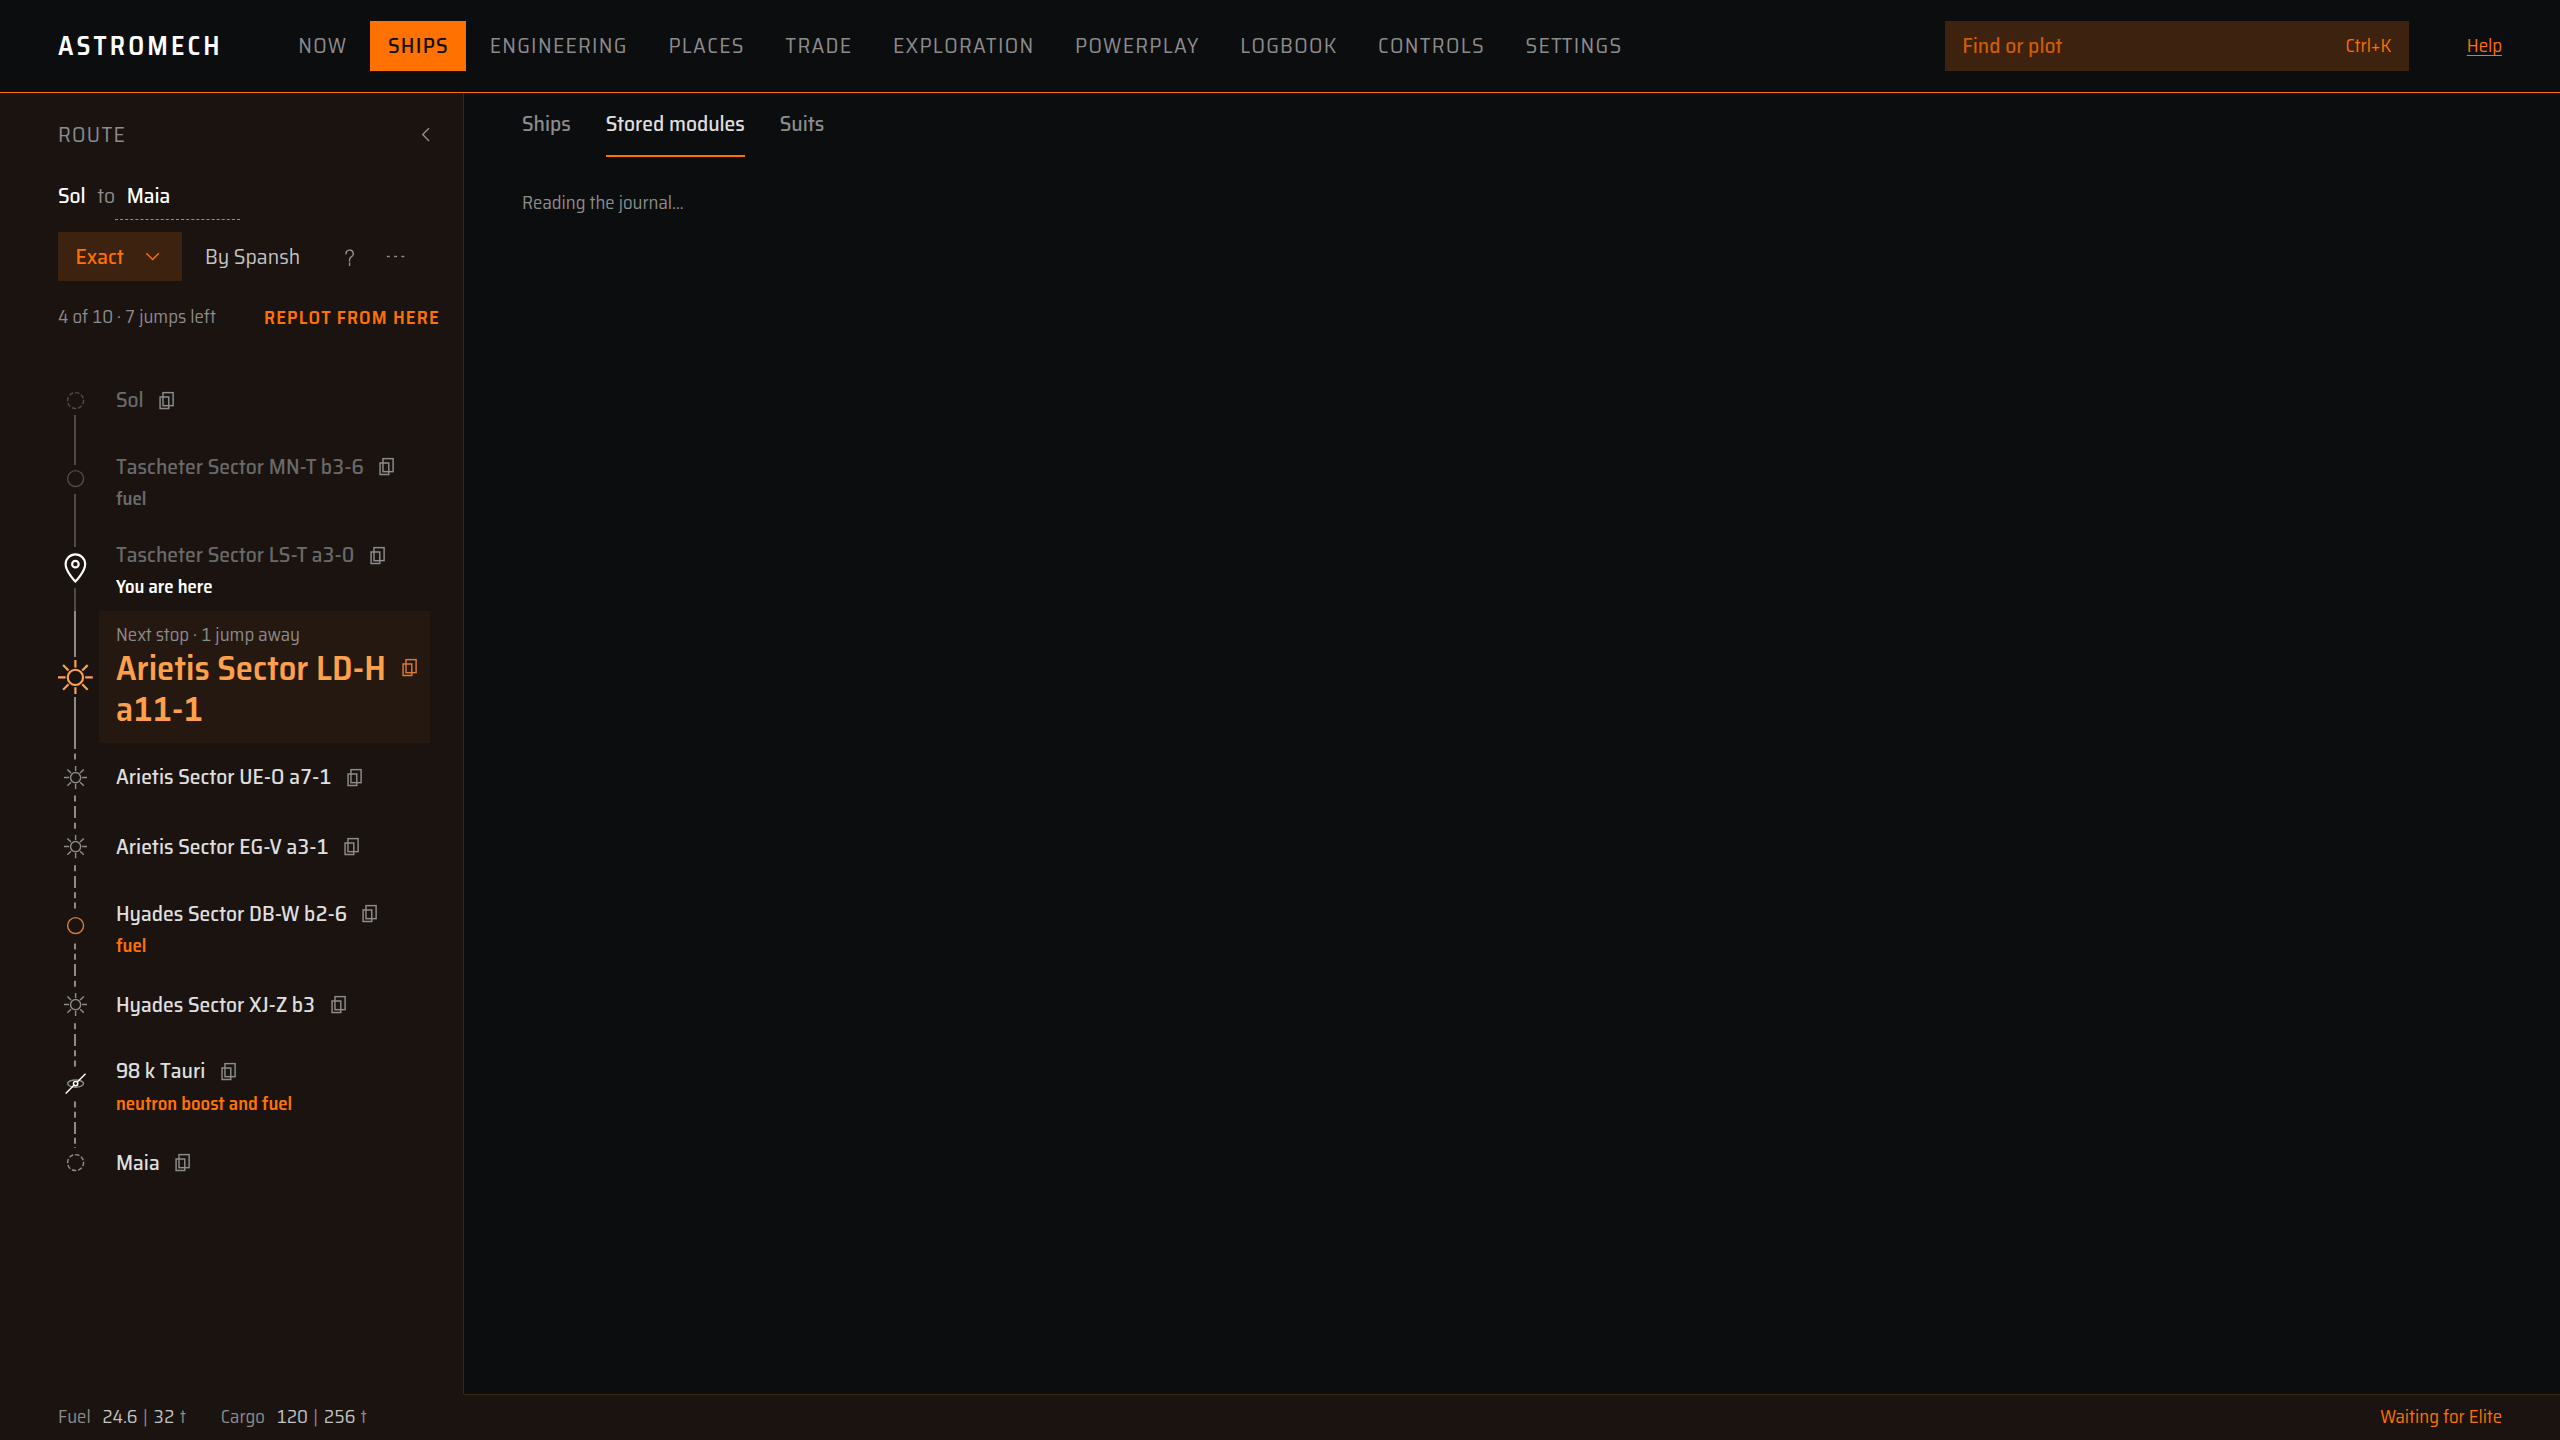 ASTROMECH
NOW SHIPS ENGINEERING PLACES TRADE EXPLORATION POWERPLAY LOGBOOK CONTROLS SETTINGS
Find or plot Ctrl+K
Help
ROUTE
Ships Stored modules Suits
Reading the journal...
Sol to Maia
Exact By Spansh ? ---
4 of 10 · 7 jumps left REPLOT FROM HERE
Sol
Tascheter Sector MN-T b3-6
fuel
Tascheter Sector LS-T a3-0
You are here
Next stop · 1 jump away
Arietis Sector LD-H
a11-1
Arietis Sector UE-O a7-1
Arietis Sector EG-V a3-1
Hyades Sector DB-W b2-6
fuel
Hyades Sector XJ-Z b3
98 k Tauri
neutron boost and fuel
Maia
Fuel 24.6 | 32 t Cargo 120 | 256 t
Waiting for Elite